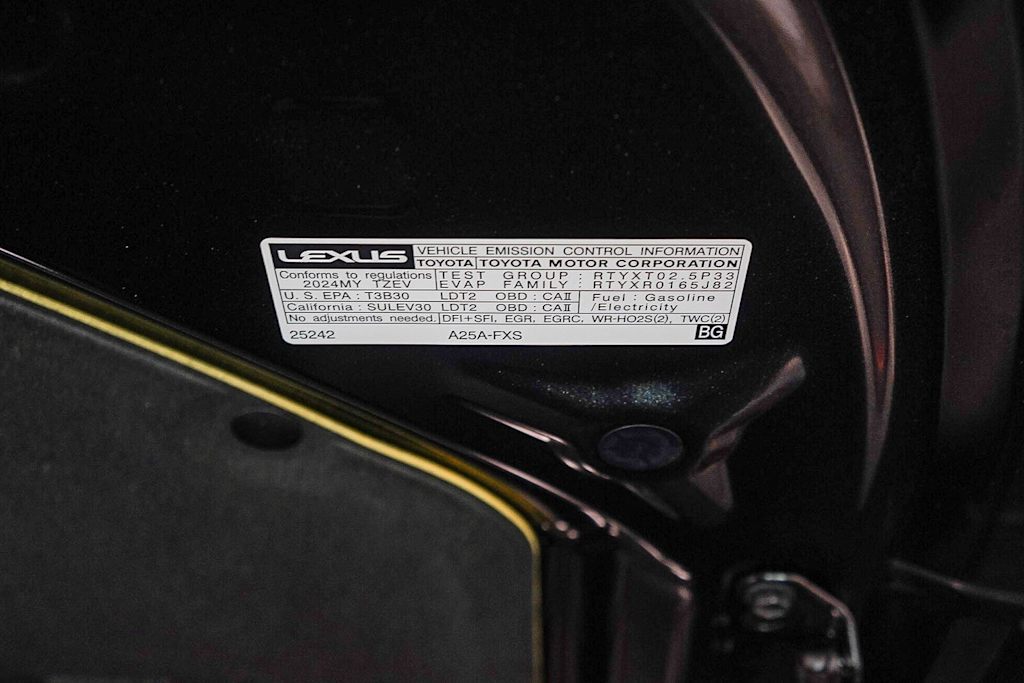 LEXUS VEHICLE EMISSION CONTROL INFORMATION
TOYOTA TOYOTA MOTOR CORPORATION
Conforms to regulations TEST GROUP : RTYXT02.5P33
2024MY TZEV EVAP FAMILY : RTYXR0165J82
U.S. EPA : T3B30 LDT2 OBD : CAII Fuel : Gasoline
California : SULEV30 LDT2 OBD : CAII /Electricity
No adjustments needed. DFI+SFI, EGR, EGRC, WR-HO2S(2), TWC(2)
25242 A25A-FXS BG